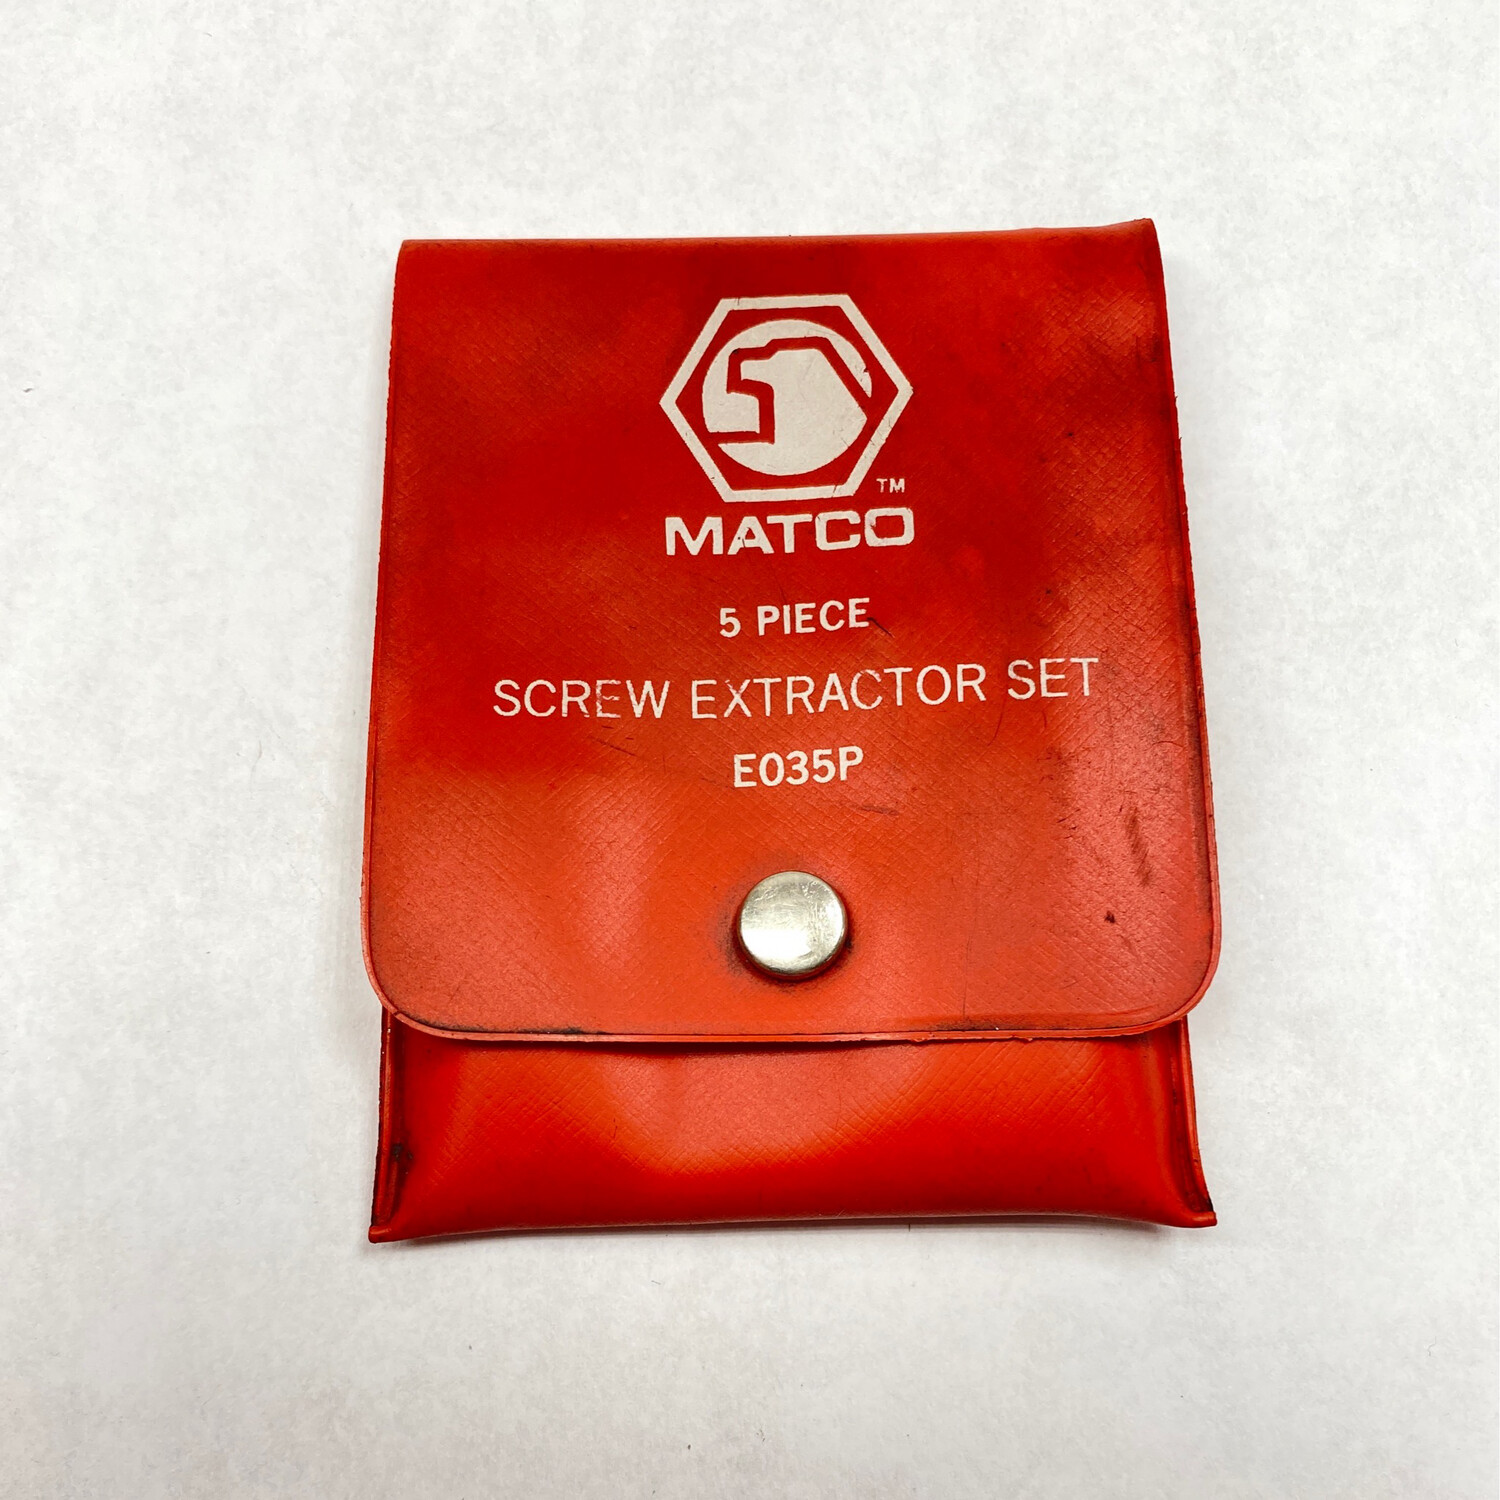 TM
MATCO
5 PIECE
SCREW EXTRACTOR SET
E035P